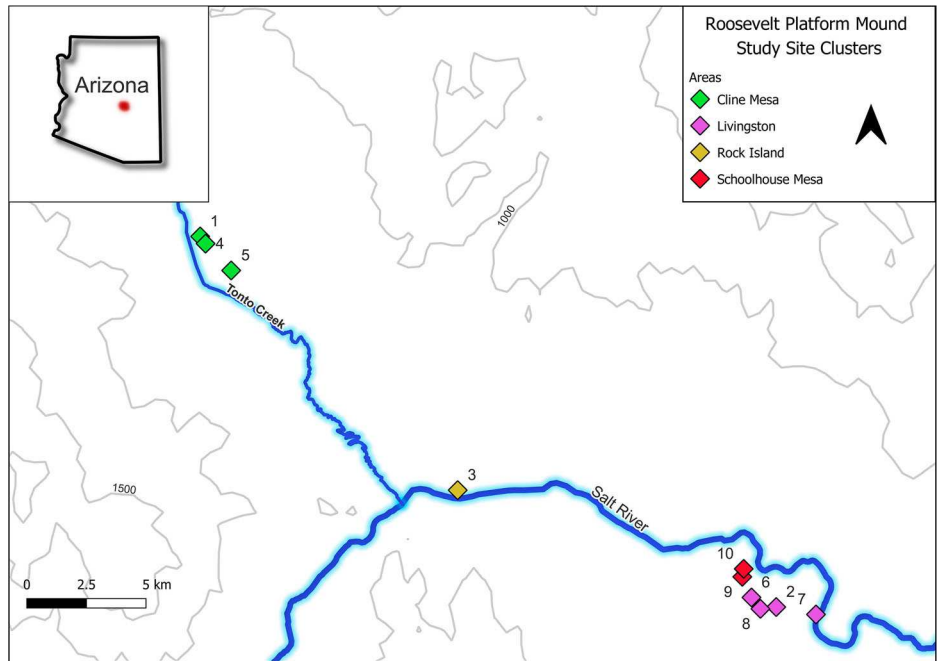 Arizona
Roosevelt Platform Mound
Study Site Clusters
Areas
Cline Mesa
Livingston
Rock Island
Schoolhouse Mesa
1
4
5
Tonto Creek
1000
1500
3
Salt River
10
9
6
2
7
8
0 2.5 5 km